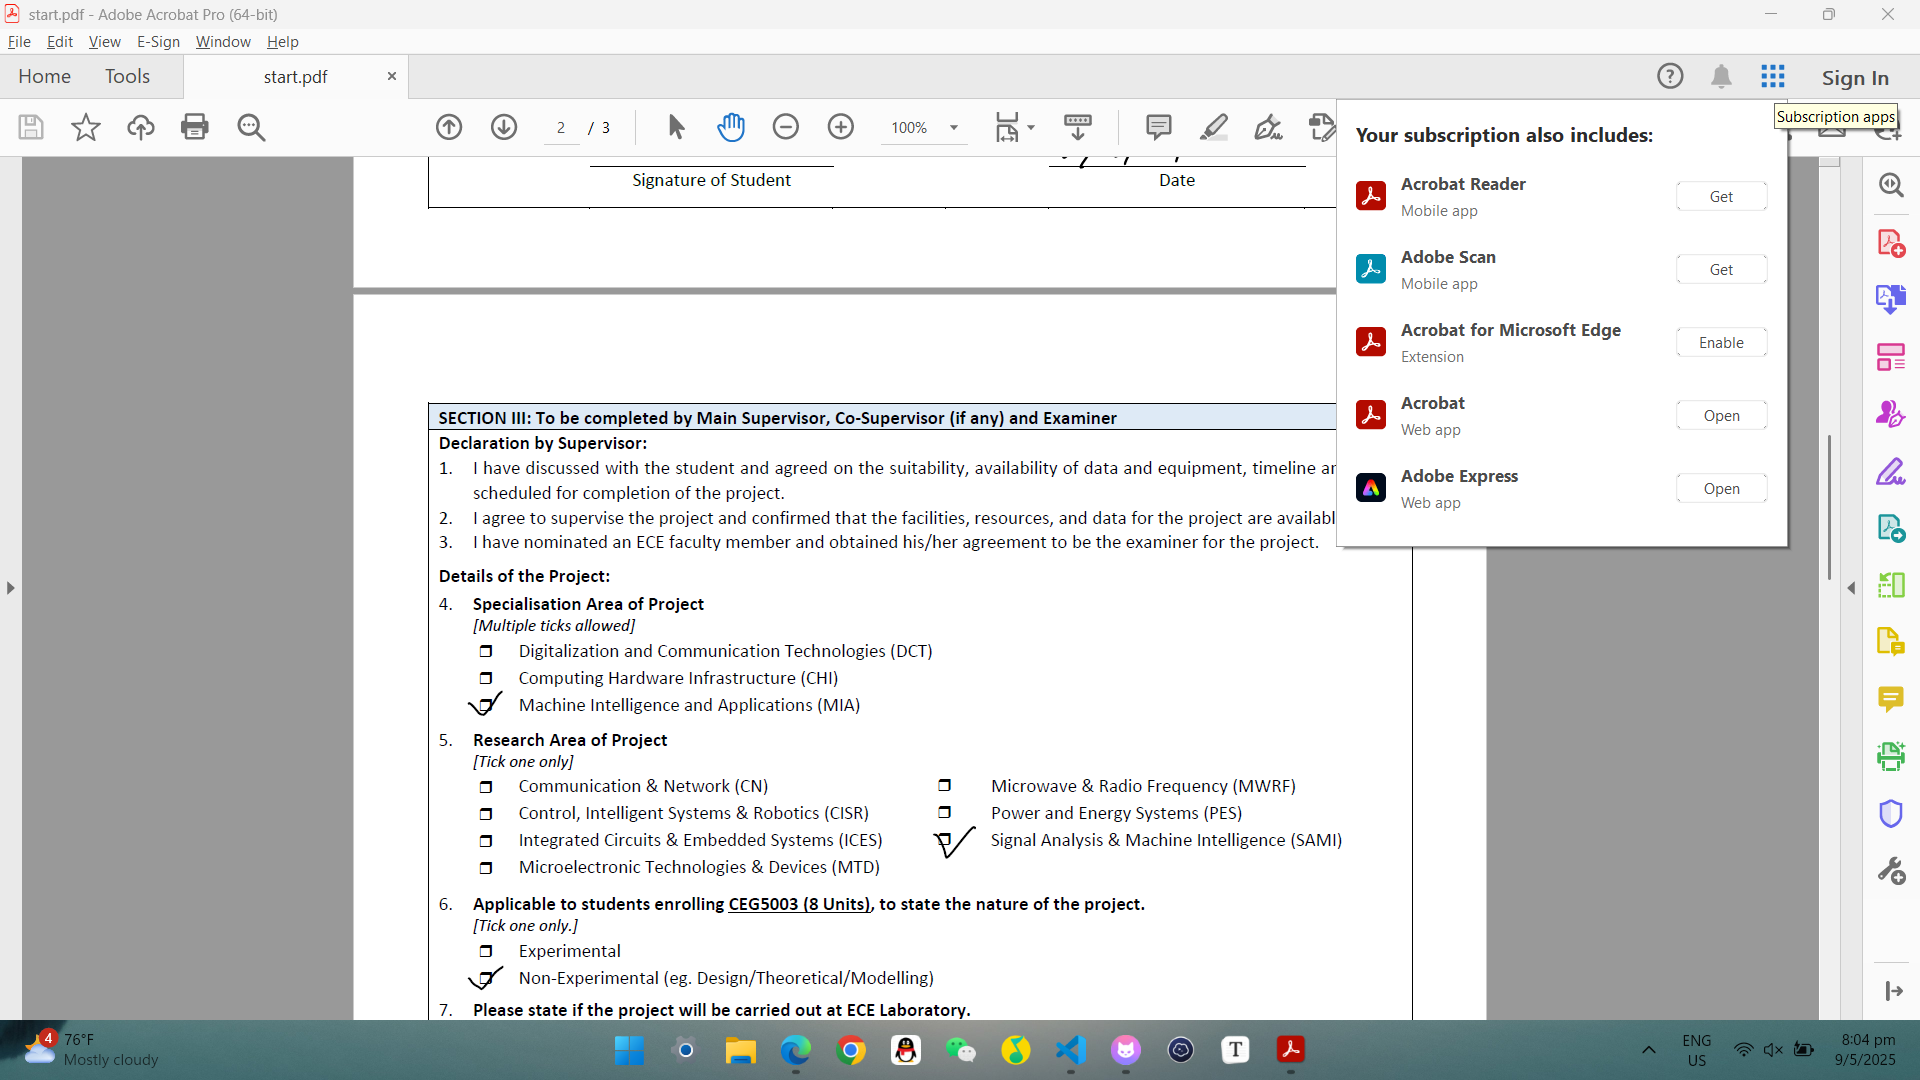 start.pdf - Adobe Acrobat Pro (64-bit)
File Edit View E-Sign Window Help
Home Tools start.pdf × Sign In
2 / 3 100%
Subscription apps
Your subscription also includes:
Acrobat Reader
Mobile app
Get
Adobe Scan
Mobile app
Get
Acrobat for Microsoft Edge
Extension
Enable
Acrobat
Web app
Open
Adobe Express
Web app
Open
Signature of Student Date
SECTION III: To be completed by Main Supervisor, Co-Supervisor (if any) and Examiner
Declaration by Supervisor:
1. I have discussed with the student and agreed on the suitability, availability of data and equipment, timeline
scheduled for completion of the project.
2. I agree to supervise the project and confirmed that the facilities, resources, and data for the project are
3. I have nominated an ECE faculty member and obtained his/her agreement to be the examiner for the project.
Details of the Project:
4. Specialisation Area of Project
[Multiple ticks allowed]
Digitalization and Communication Technologies (DCT)
Computing Hardware Infrastructure (CHI)
Machine Intelligence and Applications (MIA)
5. Research Area of Project
[Tick one only]
Communication & Network (CN) Microwave & Radio Frequency (MWRF)
Control, Intelligent Systems & Robotics (CISR) Power and Energy Systems (PES)
Integrated Circuits & Embedded Systems (ICES) Signal Analysis & Machine Intelligence (SAMI)
Microelectronic Technologies & Devices (MTD)
6. Applicable to students enrolling CEG5003 (8 Units), to state the nature of the project.
[Tick one only.]
Experimental
Non-Experimental (eg. Design/Theoretical/Modelling)
7. Please state if the project will be carried out at ECE Laboratory.
4
76°F
Mostly cloudy
T
ENG
US
8:04 pm
9/5/2025